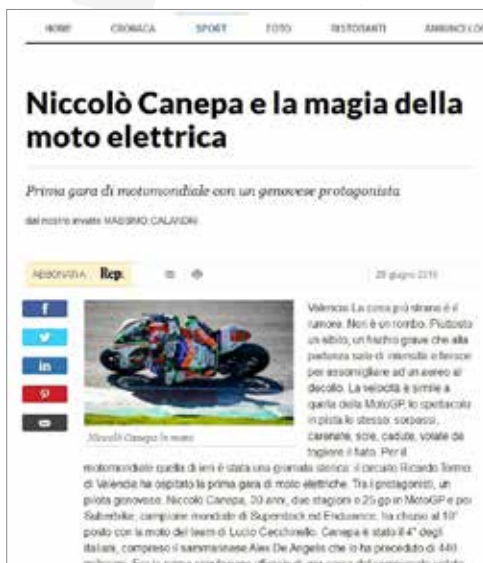 HOME CRONACA SPORT FOTO RISTORANTI ANNUNCI
Niccolò Canepa e la magia della
moto elettrica
Prima gara di motomondiale con un genovese protagonista
dal nostro inviato MASSIMO CALANDRI
ABBONATI A Rep: giugno
f
in
Niccolò Canepa in moto
Valencia La cosa più strana è il
rumore. Non è un rombo. Piuttosto
un sibilo, un fischio grave che alla
partenza sale di intensità e finisce
per assomigliare ad un aereo al
decollo. La velocità è simile a
quella della MotoGP, lo spettacolo
in pista lo stesso: sorpassi,
carenate, scie, cadute, volate da
togliere il fiato. Per il
motomondiale quella di ieri è stata una giornata storica: il circuito Ricardo Tormo
di Valencia ha ospitato la prima gara di moto elettriche. Tra i protagonisti, un
pilota genovese. Niccolò Canepa, anni, due stagioni e 25 gp in MotoGP e poi
Superbike, campione mondiale di Superstock ed Endurance, ha chiuso al 10°
posto con la moto del team di Lucio Cecchinello. Canepa è stato il 4° degli
italiani, compreso il sammarinese Alex De Angelis che lo ha preceduto di